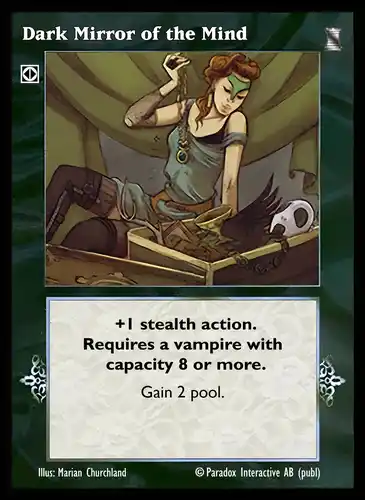 Dark Mirror of the Mind
+1 stealth action.
Requires a vampire with
capacity 8 or more.
Gain 2 pool.
Illus: Marian Churchland
© Paradox Interactive AB (publ)